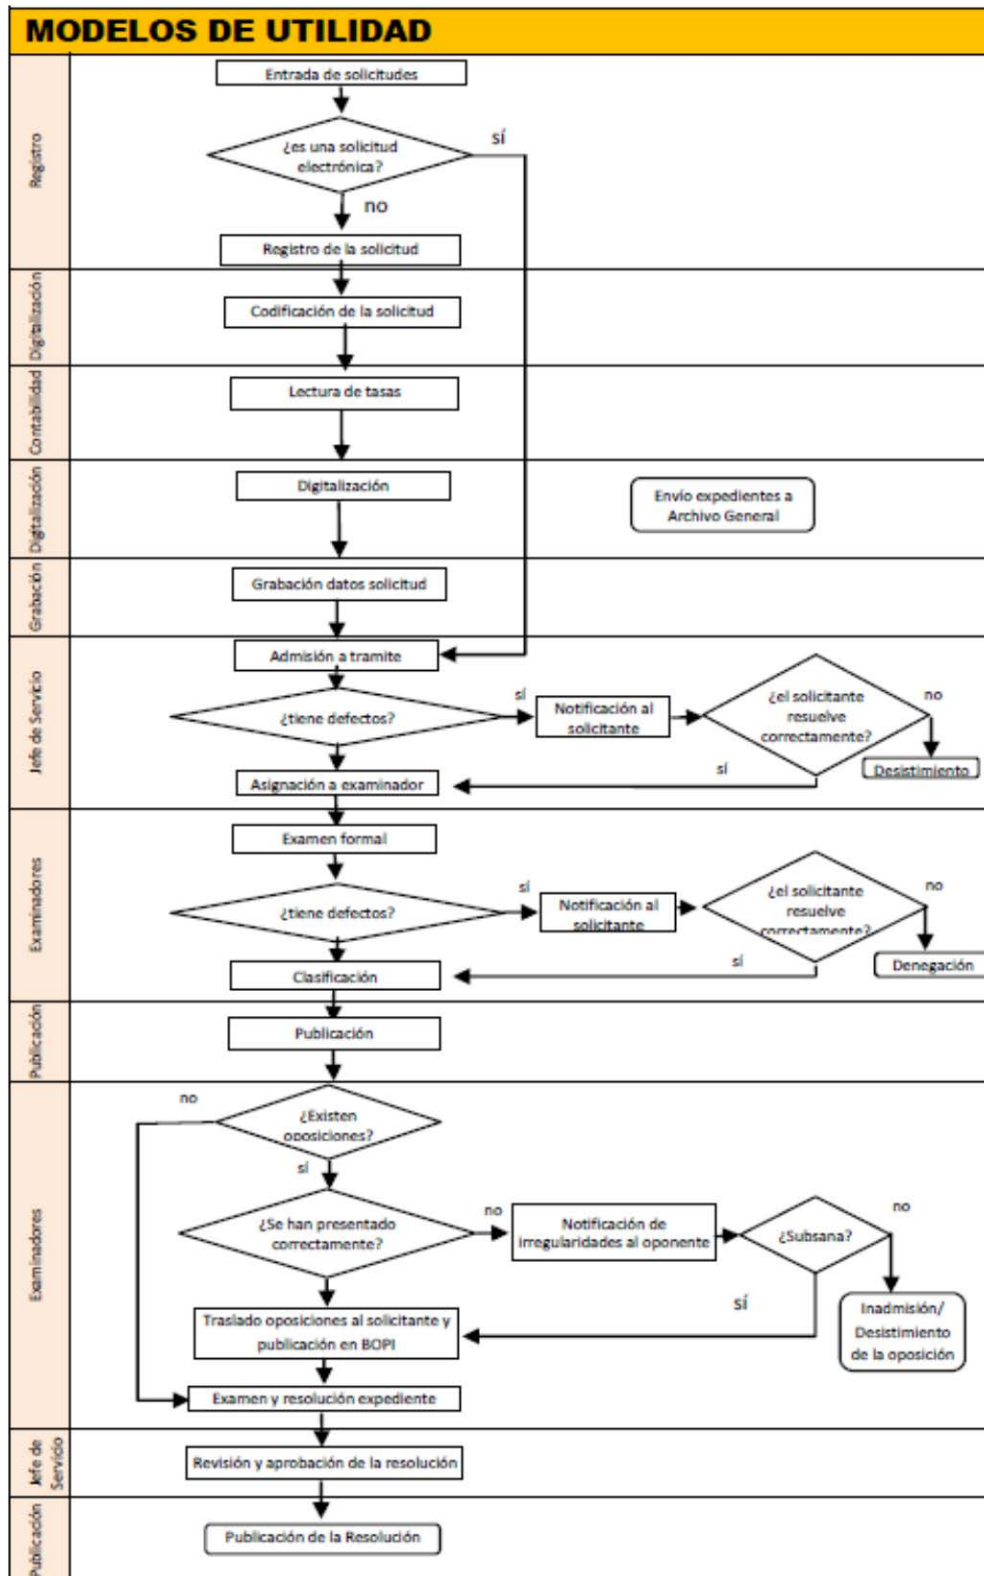 MODELOS DE UTILIDAD
Registro
Entrada de solicitudes
¿es una solicitud
electrónica?
sí
no
Registro de la solicitud
Digitalización
Codificación de la solicitud
Contabilidad
Lectura de tasas
Digitalización
Digitalización
Envío expedientes a
Archivo General
Grabación
Grabación datos solicitud
Jefe de Servicio
Admisión a tramite
¿tiene defectos?
sí
Notificación al
solicitante
¿el solicitante
resuelve
correctamente?
no
Desistimiento
sí
Asignación a examinador
Examinadores
Examen formal
¿tiene defectos?
sí
Notificación al
solicitante
¿el solicitante
resuelve
correctamente?
no
Denegación
sí
Clasificación
Publicación
Publicación
Examinadores
¿Existen
oposiciones?
no
sí
¿Se han presentado
correctamente?
no
Notificación de
irregularidades al oponente
¿Subsana?
no
Inadmisión/
Desistimiento
de la oposición
sí
Traslado oposiciones al solicitante y
publicación en BOPI
Examen y resolución expediente
Jefe de
Servicio
Revisión y aprobación de la resolución
Publicación
Publicación de la Resolución